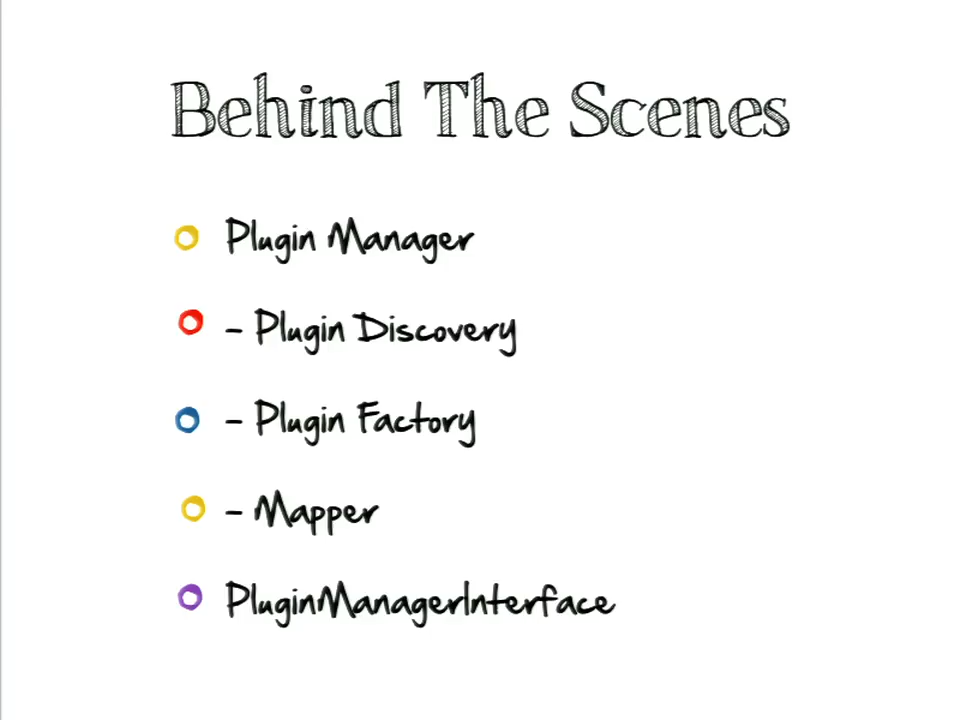 Behind The Scenes
Plugin Manager
- Plugin Discovery
- Plugin Factory
- Mapper
PluginManagerInterface